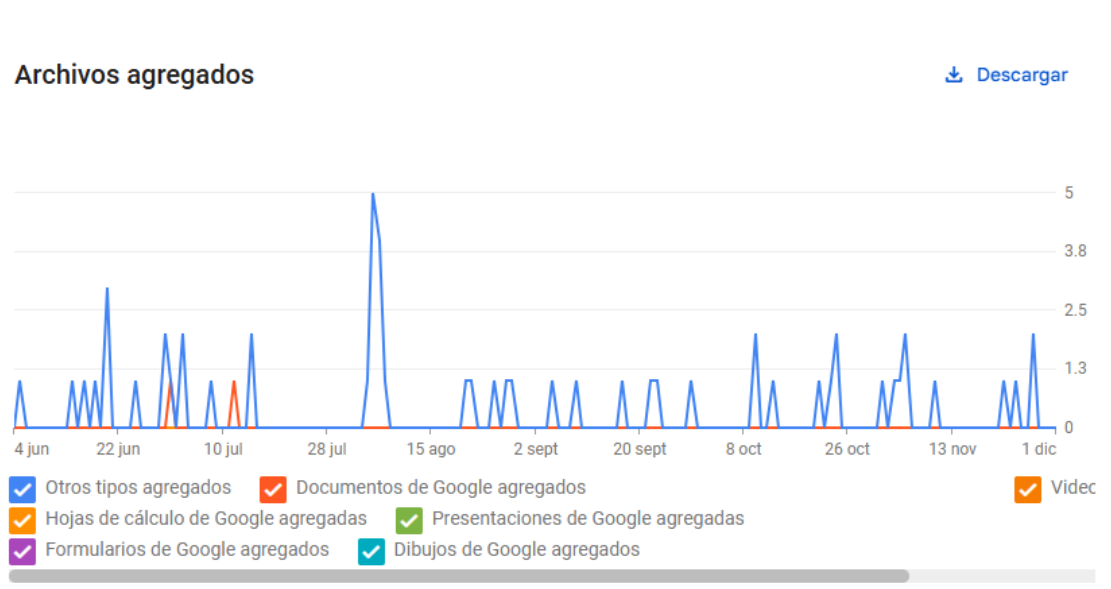 Archivos agregados
Descargar
5
3.8
2.5
1.3
0
4 jun 22 jun 10 jul 28 jul 15 ago 2 sept 20 sept 8 oct 26 oct 13 nov 1 dic
Otros tipos agregados Documentos de Google agregados Videc
Hojas de cálculo de Google agregadas Presentaciones de Google agregadas
Formularios de Google agregados Dibujos de Google agregados